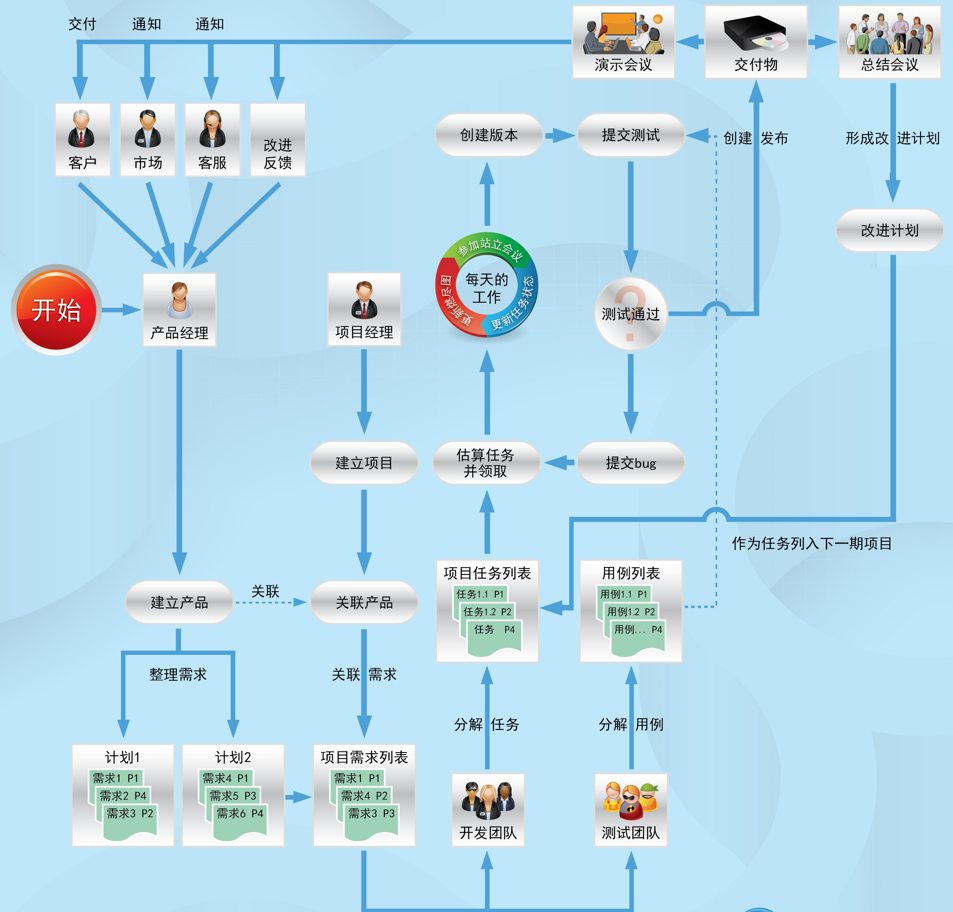 交付
通知
通知
演示会议
交付物
总结会议
客户
市场
客服
改进
反馈
创建版本
提交测试
创建 发布
形成改 进计划
改进计划
开始
产品经理
项目经理
参加站立会议
更新任务状态
更新燃尽图
每天的
工作
?
测试通过
建立项目
估算任务
并领取
提交bug
作为任务列入下一期项目
建立产品
关联
关联产品
项目任务列表
任务1.1 P1
任务1.2 P2
任务 P4
用例列表
用例1.1 P1
用例1.2 P2
用例... P4
整理需求
关联 需求
分解 任务
分解 用例
计划1
需求1 P1
需求2 P4
需求3 P2
计划2
需求4 P1
需求5 P3
需求6 P4
项目需求列表
需求1 P1
需求4 P2
需求3 P3
开发团队
测试团队